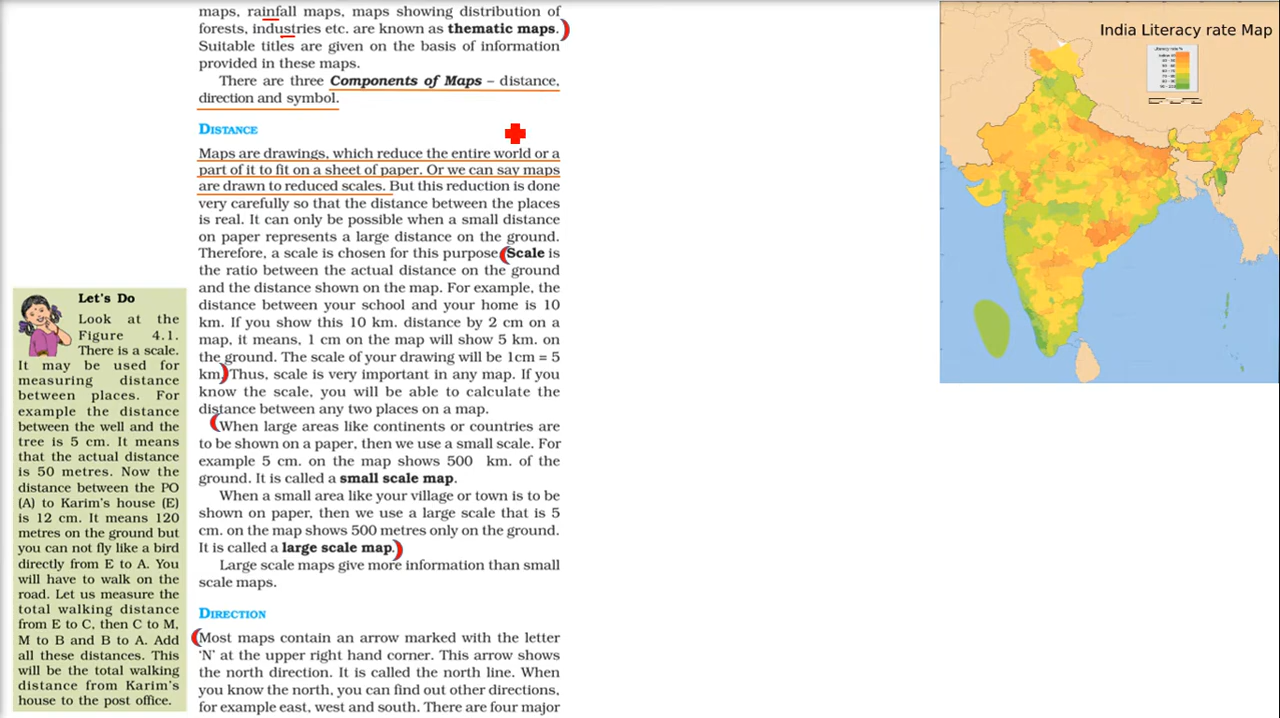 maps, rainfall maps, maps showing distribution of
forests, industries etc. are known as thematic maps.
Suitable titles are given on the basis of information
provided in these maps.
There are three Components of Maps – distance,
direction and symbol.
DISTANCE
Maps are drawings, which reduce the entire world or a
part of it to fit on a sheet of paper. Or we can say maps
are drawn to reduced scales. But this reduction is done
very carefully so that the distance between the places
is real. It can only be possible when a small distance
on paper represents a large distance on the ground.
Therefore, a scale is chosen for this purpose. Scale is
the ratio between the actual distance on the ground
and the distance shown on the map. For example, the
distance between your school and your home is 10
km. If you show this 10 km. distance by 2 cm on a
map, it means, 1 cm on the map will show 5 km. on
the ground. The scale of your drawing will be 1cm = 5
km. Thus, scale is very important in any map. If you
know the scale, you will be able to calculate the
distance between any two places on a map.
When large areas like continents or countries are
to be shown on a paper, then we use a small scale. For
example 5 cm. on the map shows 500 km. of the
ground. It is called a small scale map.
When a small area like your village or town is to be
shown on paper, then we use a large scale that is 5
cm. on the map shows 500 metres only on the ground.
It is called a large scale map.
Large scale maps give more information than small
scale maps.
DIRECTION
Most maps contain an arrow marked with the letter
‘N’ at the upper right hand corner. This arrow shows
the north direction. It is called the north line. When
you know the north, you can find out other directions,
for example east, west and south. There are four major
Let's Do
Look at the
Figure 4.1.
There is a scale.
It may be used for
measuring distance
between places. For
example the distance
between the well and the
tree is 5 cm. It means
that the actual distance
is 50 metres. Now the
distance between the PO
(A) to Karim's house (E)
is 12 cm. It means 120
metres on the ground but
you can not fly like a bird
directly from E to A. You
will have to walk on the
road. Let us measure the
total walking distance
from E to C, then C to M,
M to B and B to A. Add
all these distances. This
will be the total walking
distance from Karim's
house to the post office.
India Literacy rate Map